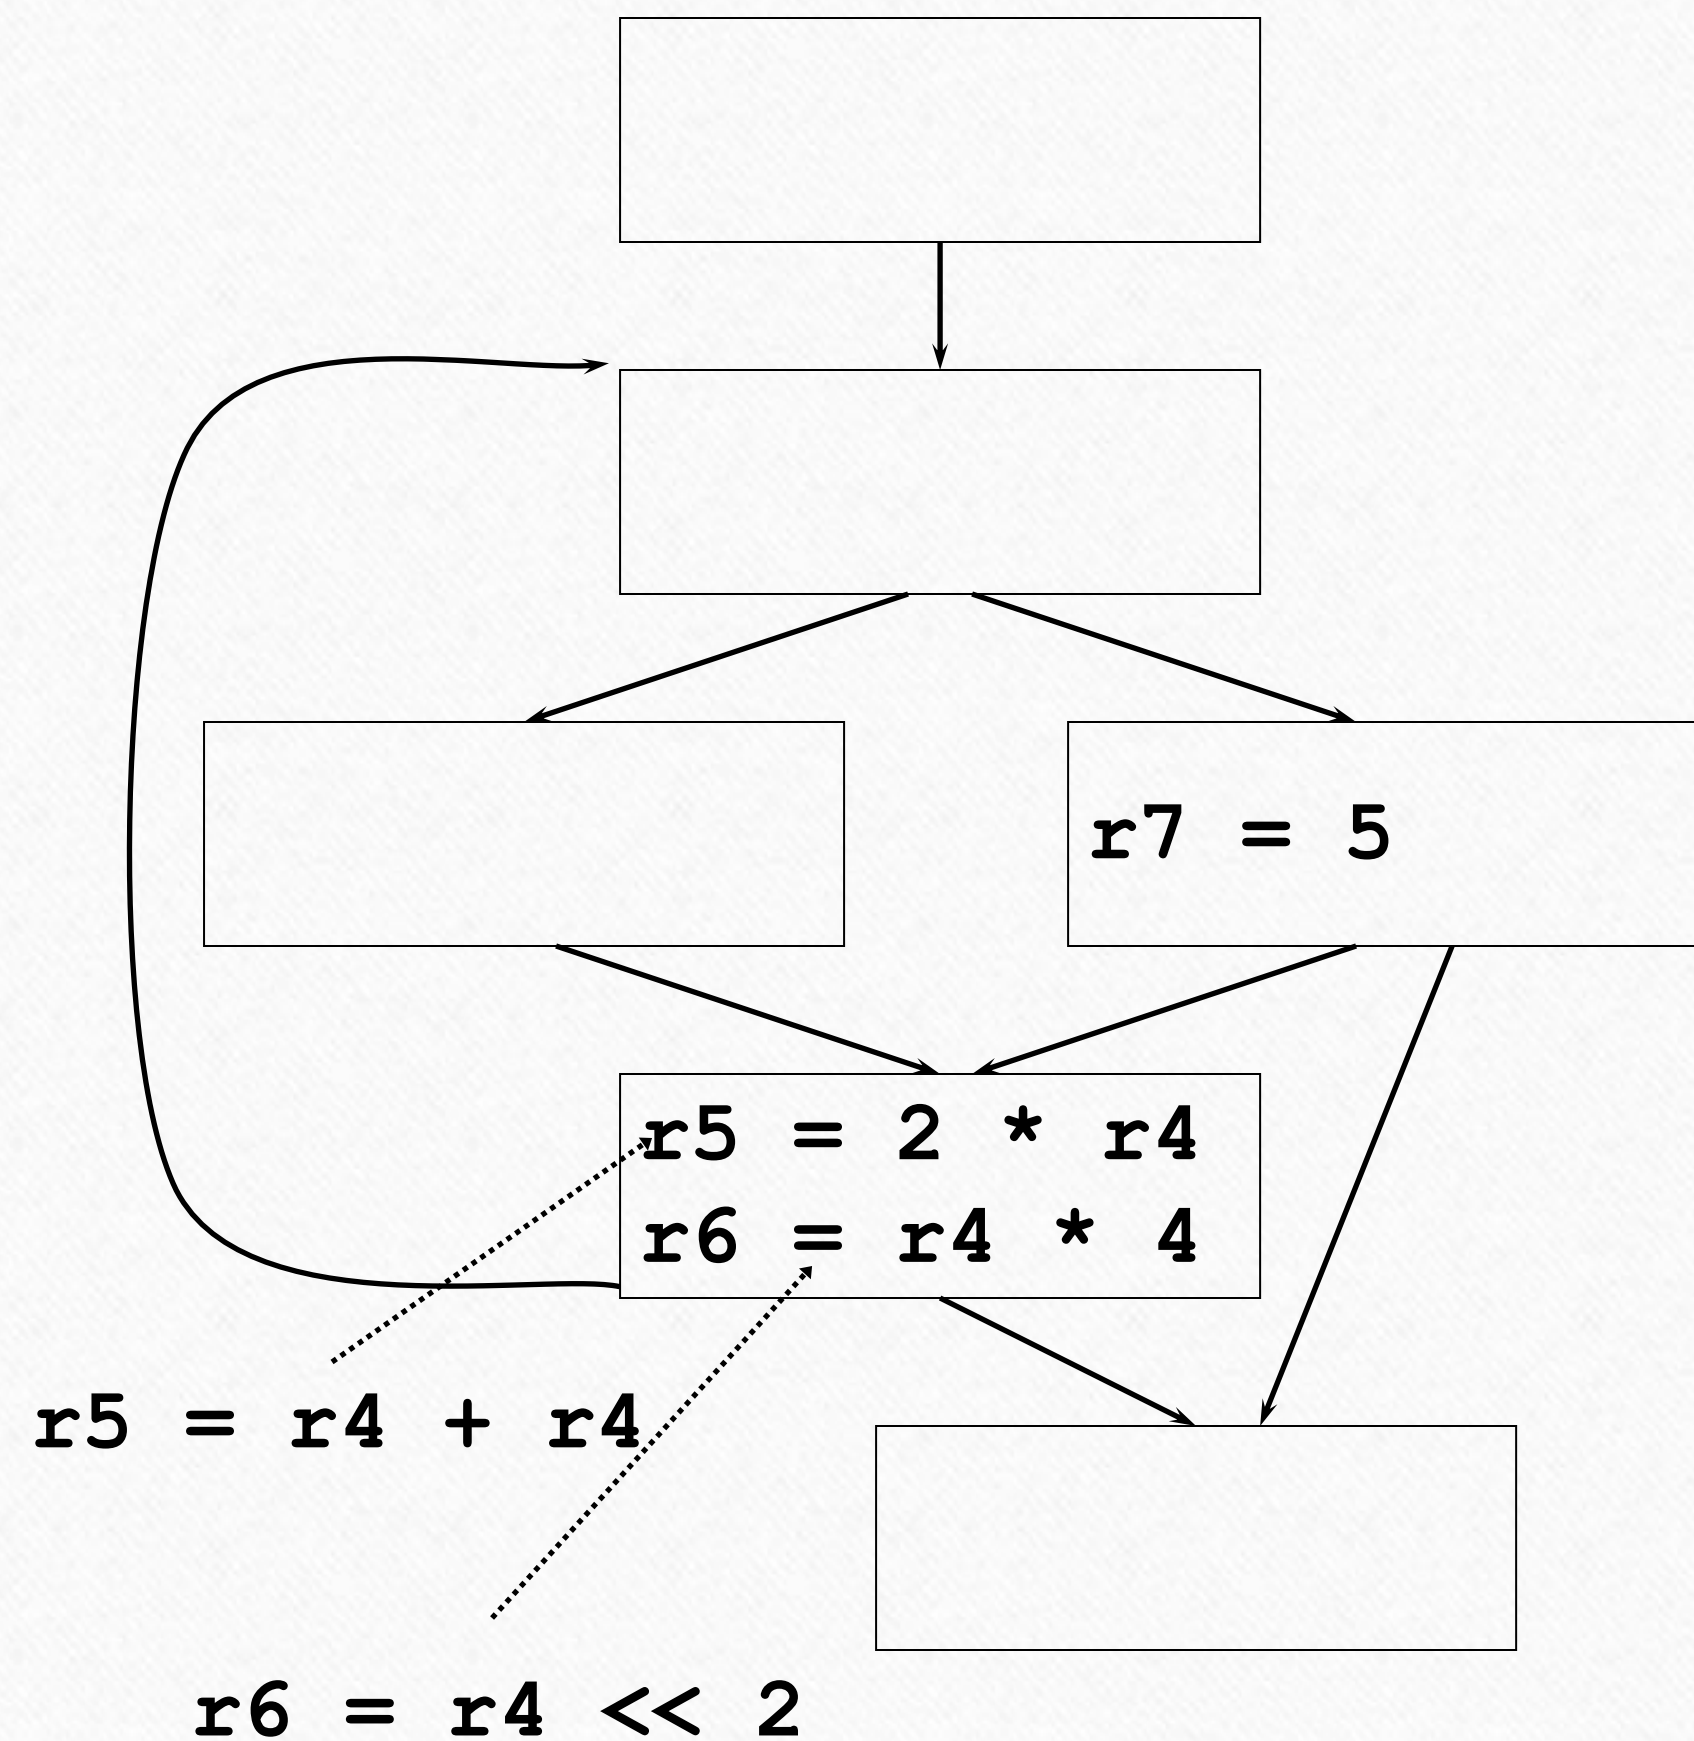 r7 = 5
r5 = 2 * r4
r6 = r4 * 4
r5 = r4 + r4
r6 = r4 << 2